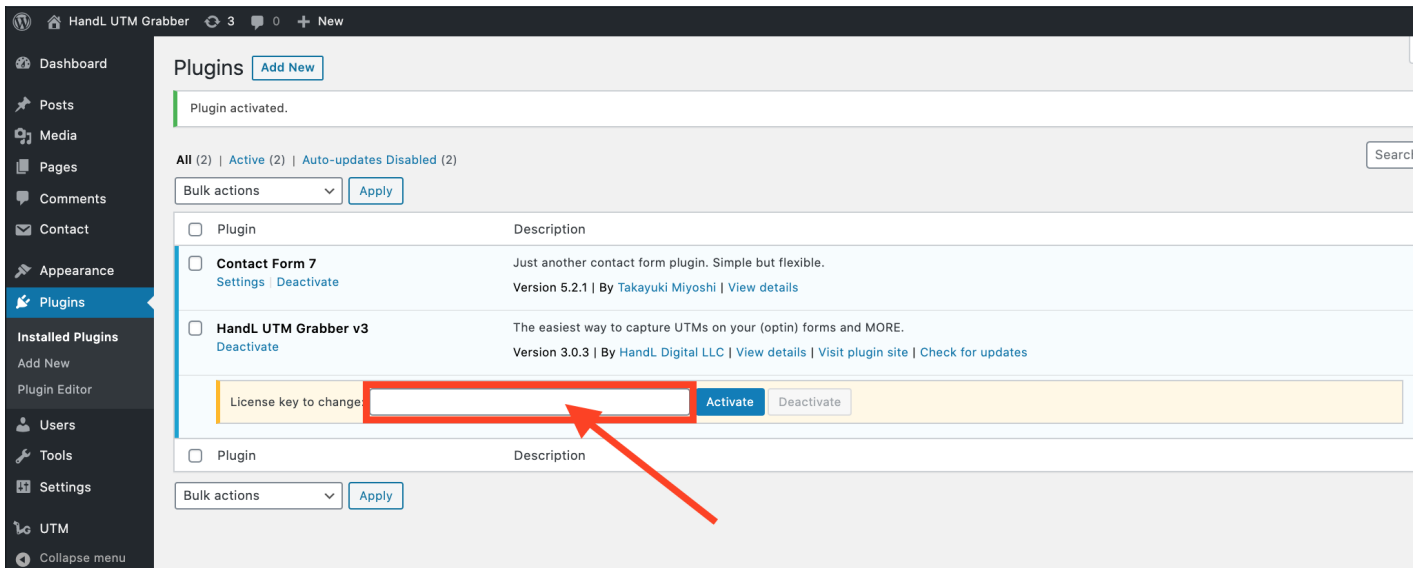 HandL UTM Grabber 3 0 New
Dashboard
Posts
Media
Pages
Comments
Contact
Appearance
Plugins
Installed Plugins
Add New
Plugin Editor
Users
Tools
Settings
UTM
Collapse menu
Plugins Add New
Plugin activated.
All (2) | Active (2) | Auto-updates Disabled (2)
Search
Bulk actions Apply
Plugin Description
Contact Form 7 Just another contact form plugin. Simple but flexible.
Settings | Deactivate Version 5.2.1 | By Takayuki Miyoshi | View details
HandL UTM Grabber v3 The easiest way to capture UTMs on your (optin) forms and MORE.
Deactivate Version 3.0.3 | By HandL Digital LLC | View details | Visit plugin site | Check for updates
License key to change: Activate Deactivate
Plugin Description
Bulk actions Apply